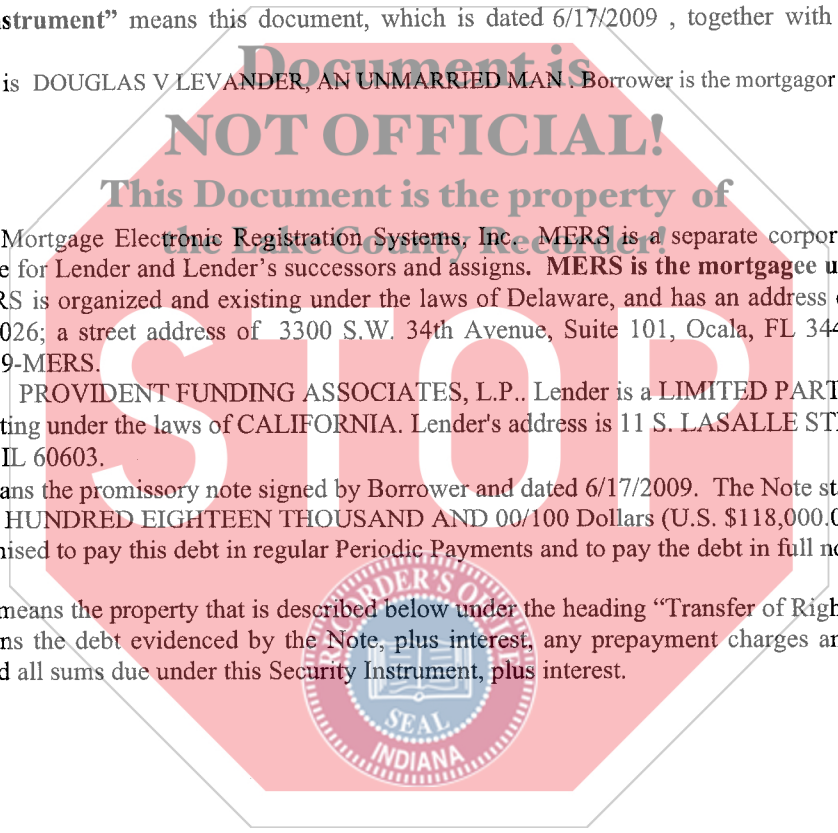 strument” means this document, which is dated 6/17/2009 , together with
Document is
is DOUGLAS V LEVANDER, AN UNMARRIED MAN . Borrower is the mortgagor
NOT OFFICIAL!
This Document is the property of
the Lake County Recorder!
Mortgage Electronic Registration Systems, Inc. MERS is a separate corpor
e for Lender and Lender’s successors and assigns. MERS is the mortgagee u
RS is organized and existing under the laws of Delaware, and has an address
026; a street address of 3300 S.W. 34th Avenue, Suite 101, Ocala, FL 344
9-MERS.
PROVIDENT FUNDING ASSOCIATES, L.P.. Lender is a LIMITED PART
ting under the laws of CALIFORNIA. Lender's address is 11 S. LASALLE ST
IL 60603.
STOP
ans the promissory note signed by Borrower and dated 6/17/2009. The Note st
HUNDRED EIGHTEEN THOUSAND AND 00/100 Dollars (U.S. $118,000.0
nised to pay this debt in regular Periodic Payments and to pay the debt in full n
means the property that is described below under the heading “Transfer of Righ
ns the debt evidenced by the Note, plus interest, any prepayment charges an
d all sums due under this Security Instrument, plus interest.
RECORDER'S OFFICE
SEAL
INDIANA